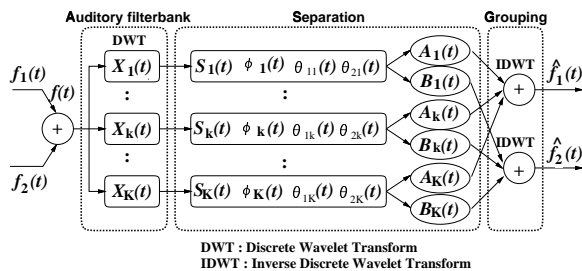 Auditory filterbank Separation Grouping
DWT IDWT
f1(t) f(t) X1(t) S1(t) ϕ1(t) θ11(t) θ21(t) A1(t) B1(t) f̂1(t)
+ +
: :
Xk(t) Sk(t) ϕk(t) θ1k(t) θ2k(t) Ak(t) Bk(t)
IDWT
f2(t) + f̂2(t)
: :
XK(t) SK(t) ϕK(t) θ1K(t) θ2K(t) AK(t) BK(t)
DWT : Discrete Wavelet Transform
IDWT : Inverse Discrete Wavelet Transform